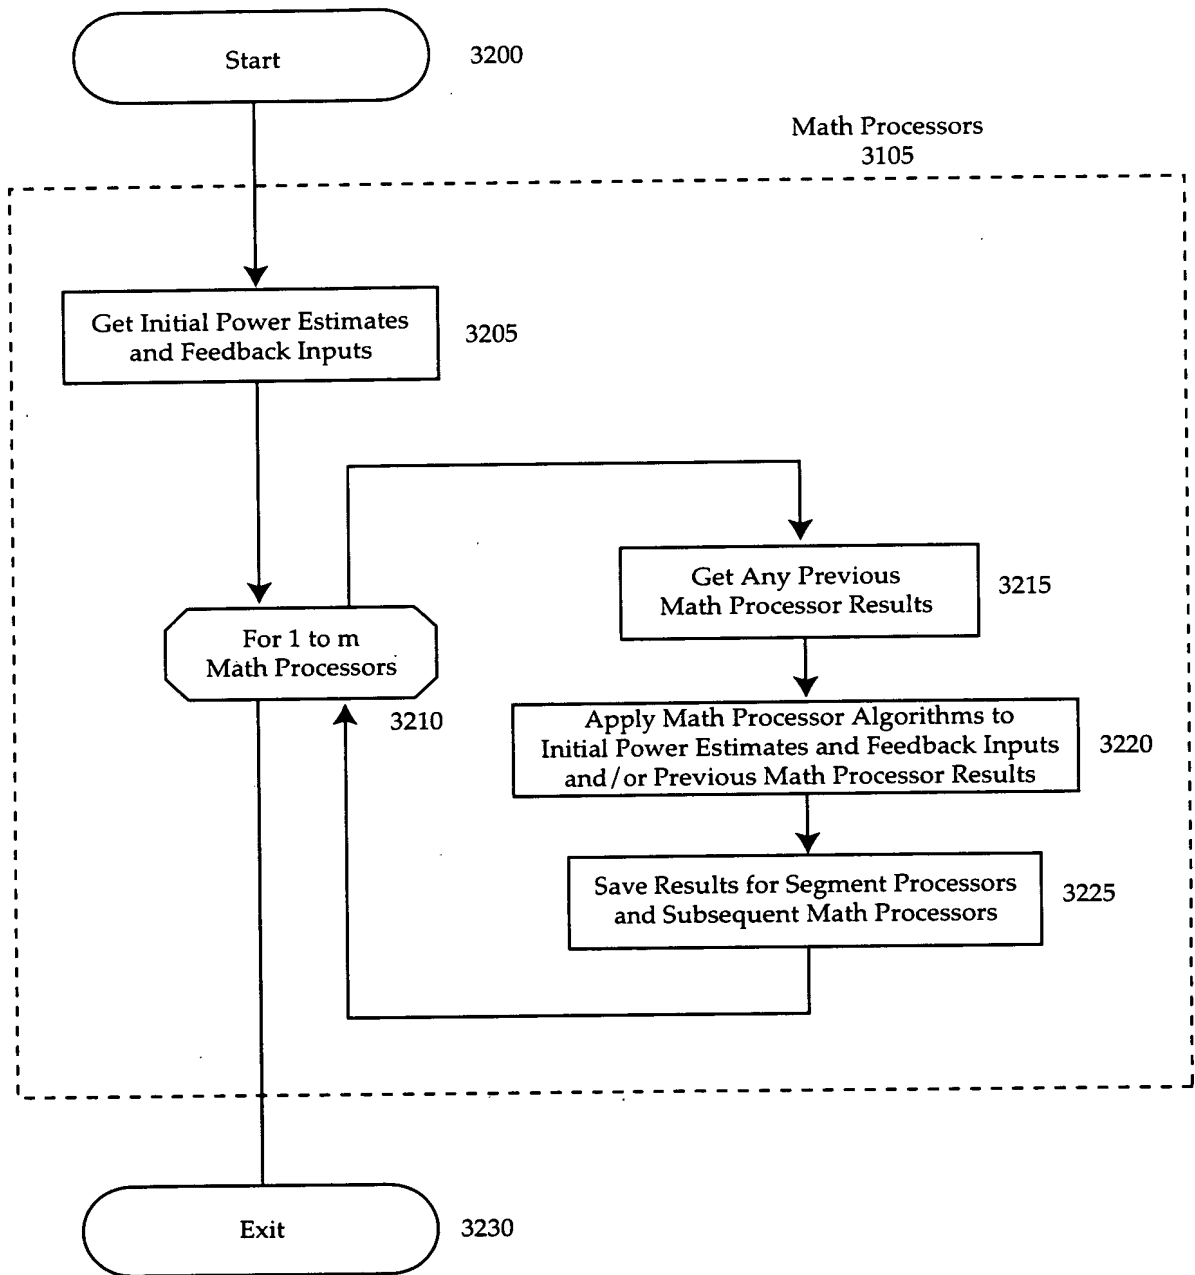 Start
3200
Math Processors
3105
Get Initial Power Estimates
and Feedback Inputs
3205
For 1 to m
Math Processors
3210
Get Any Previous
Math Processor Results
3215
Apply Math Processor Algorithms to
Initial Power Estimates and Feedback Inputs
and/or Previous Math Processor Results
3220
Save Results for Segment Processors
and Subsequent Math Processors
3225
Exit
3230